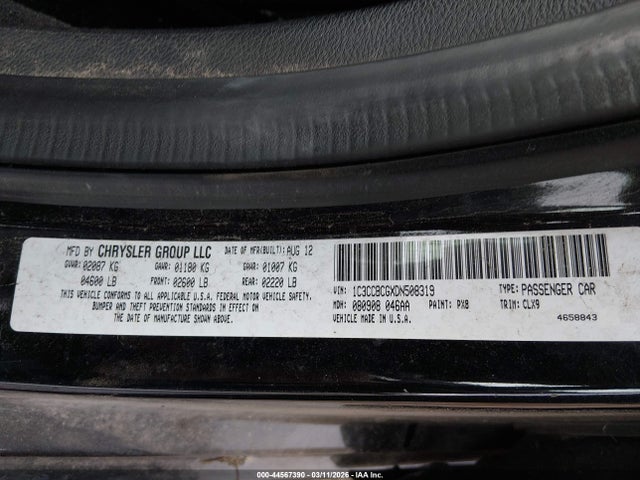 MFD BY CHRYSLER GROUP LLC DATE OF MFR(BUILT): AUG 12
GVWR: 02087 KG GAWR: 01180 KG GAWR: 01007 KG
04600 LB FRONT: 02600 LB REAR: 02220 LB
THIS VEHICLE CONFORMS TO ALL APPLICABLE U.S.A. FEDERAL MOTOR VEHICLE SAFETY,
BUMPER AND THEFT PREVENTION STANDARDS IN EFFECT ON
THE DATE OF MANUFACTURE SHOWN ABOVE.
VIN: 1C3CCBCGXDN508319 TYPE: PASSENGER CAR
MDH: 080908 046AA PAINT: PX8 TRIM: CLX9
VEHICLE MADE IN U.S.A. 4658843
000-44567390 - 03/11/2026 - IAA Inc.